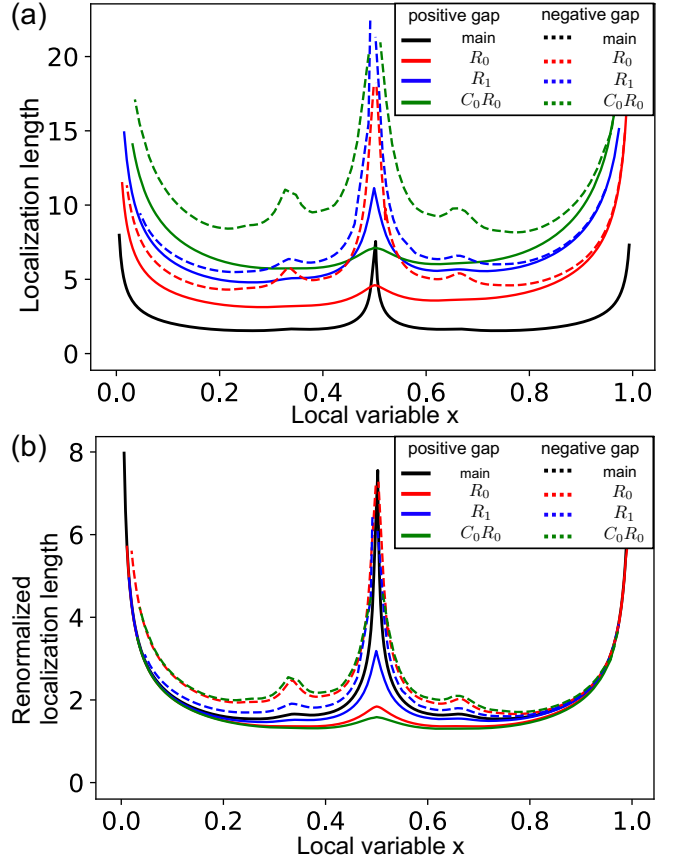 (a)
Localization length
20
15
10
5
0
positive gap negative gap
main main
R₀ R₀
R₁ R₁
C₀R₀ C₀R₀
0.0 0.2 0.4 0.6 0.8 1.0
Local variable x
(b)
Renormalized
localization length
8
6
4
2
0
positive gap negative gap
main main
R₀ R₀
R₁ R₁
C₀R₀ C₀R₀
0.0 0.2 0.4 0.6 0.8 1.0
Local variable x